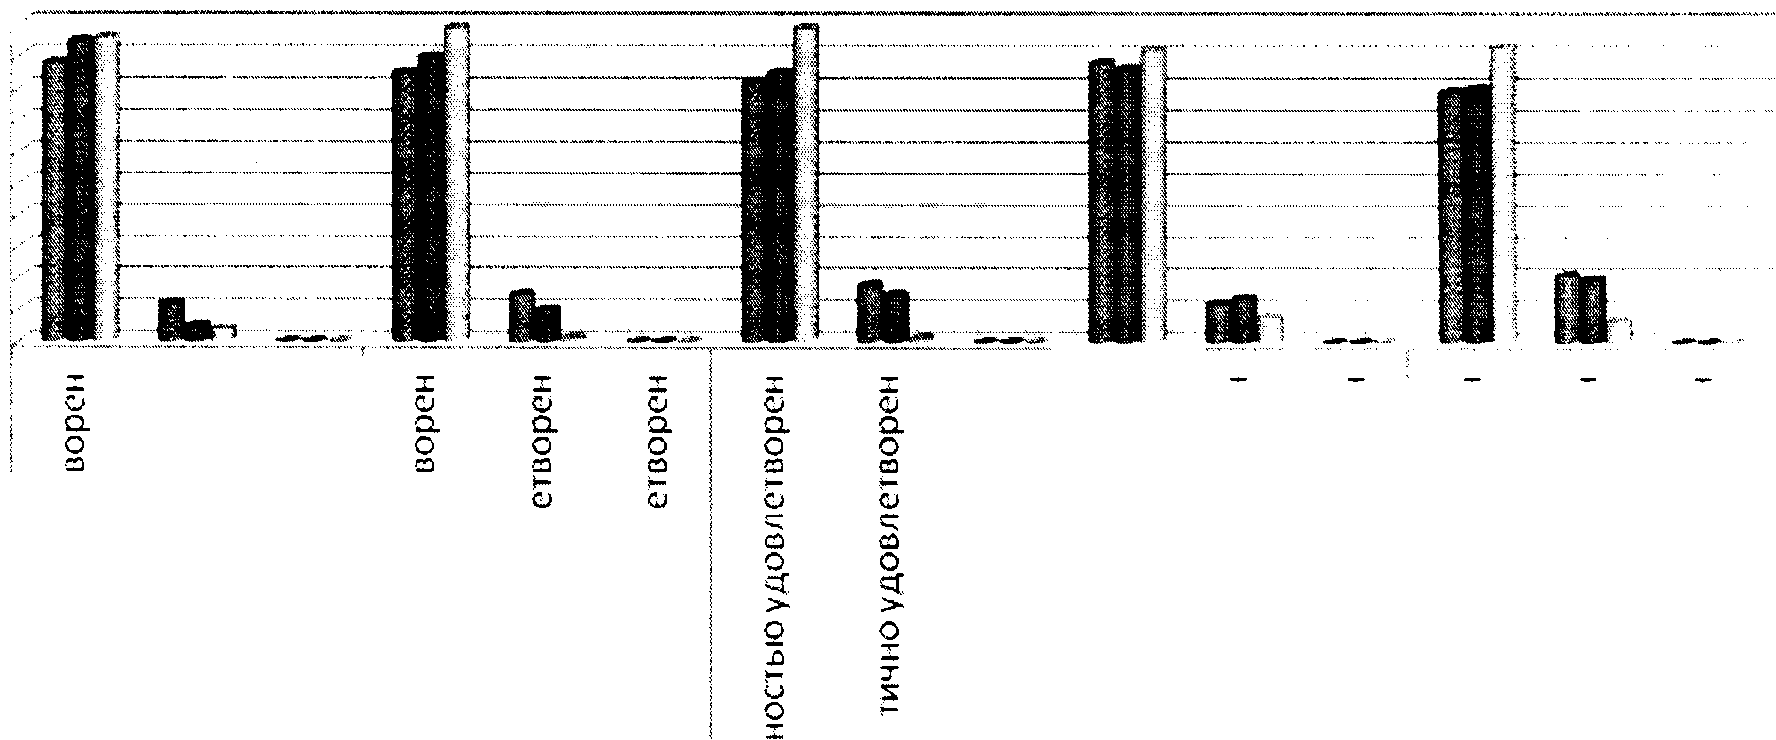 ворен
ворен
етворен
етворен
ностью удовлетворен
тично удовлетворен